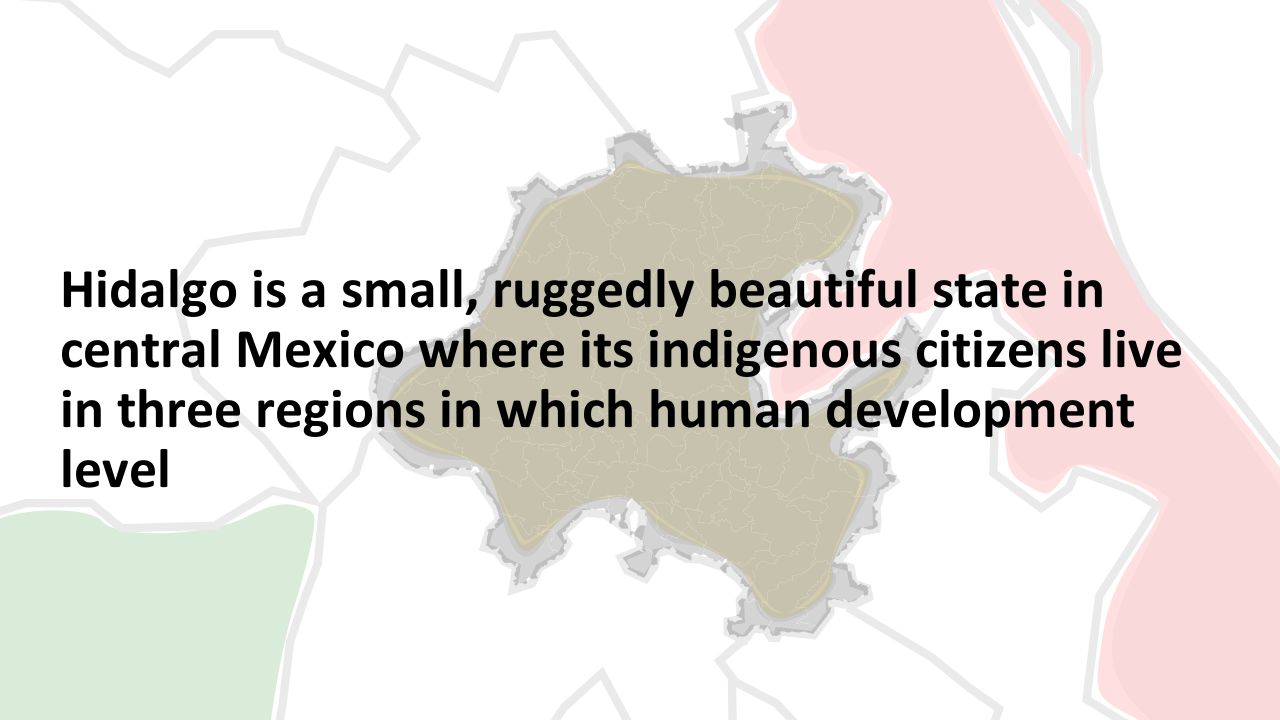 Hidalgo is a small, ruggedly beautiful state in
central Mexico where its indigenous citizens live
in three regions in which human development
level